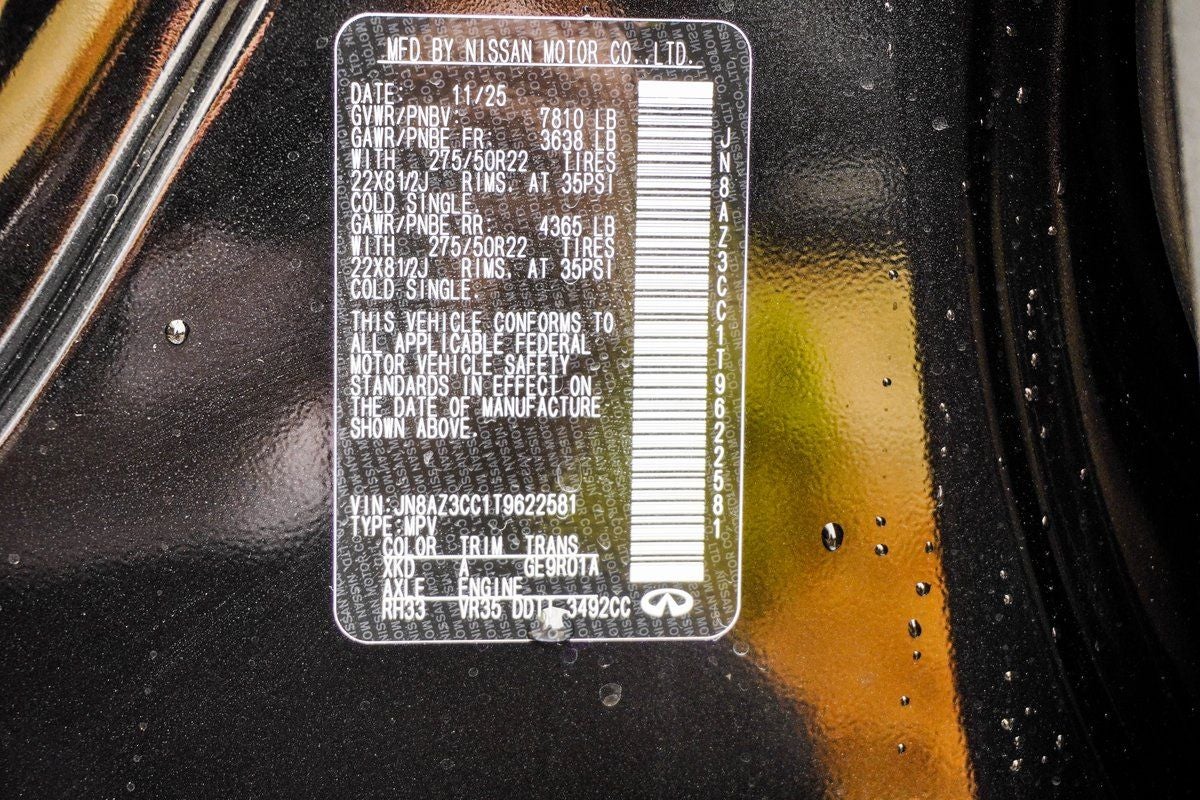 MFD BY NISSAN MOTOR CO.,LTD.
DATE: 11/25
GVWR/PNBV: 7810 LB
GAWR/PNBE FR: 3638 LB
WITH 275/50R22 TIRES
22X81/2J RIMS, AT 35PSI
COLD SINGLE.
GAWR/PNBE RR: 4365 LB
WITH 275/50R22 TIRES
22X81/2J RIMS, AT 35PSI
COLD SINGLE.
THIS VEHICLE CONFORMS TO
ALL APPLICABLE FEDERAL
MOTOR VEHICLE SAFETY
STANDARDS IN EFFECT ON
THE DATE OF MANUFACTURE
SHOWN ABOVE.
VIN:JN8AZ3CC1T9622581
TYPE:MPV
COLOR TRIM TRANS
XKD A GE9R01A
AXLE ENGINE
RH33 VR35 DDTT 3492CC
JN8AZ3CC1T9622581